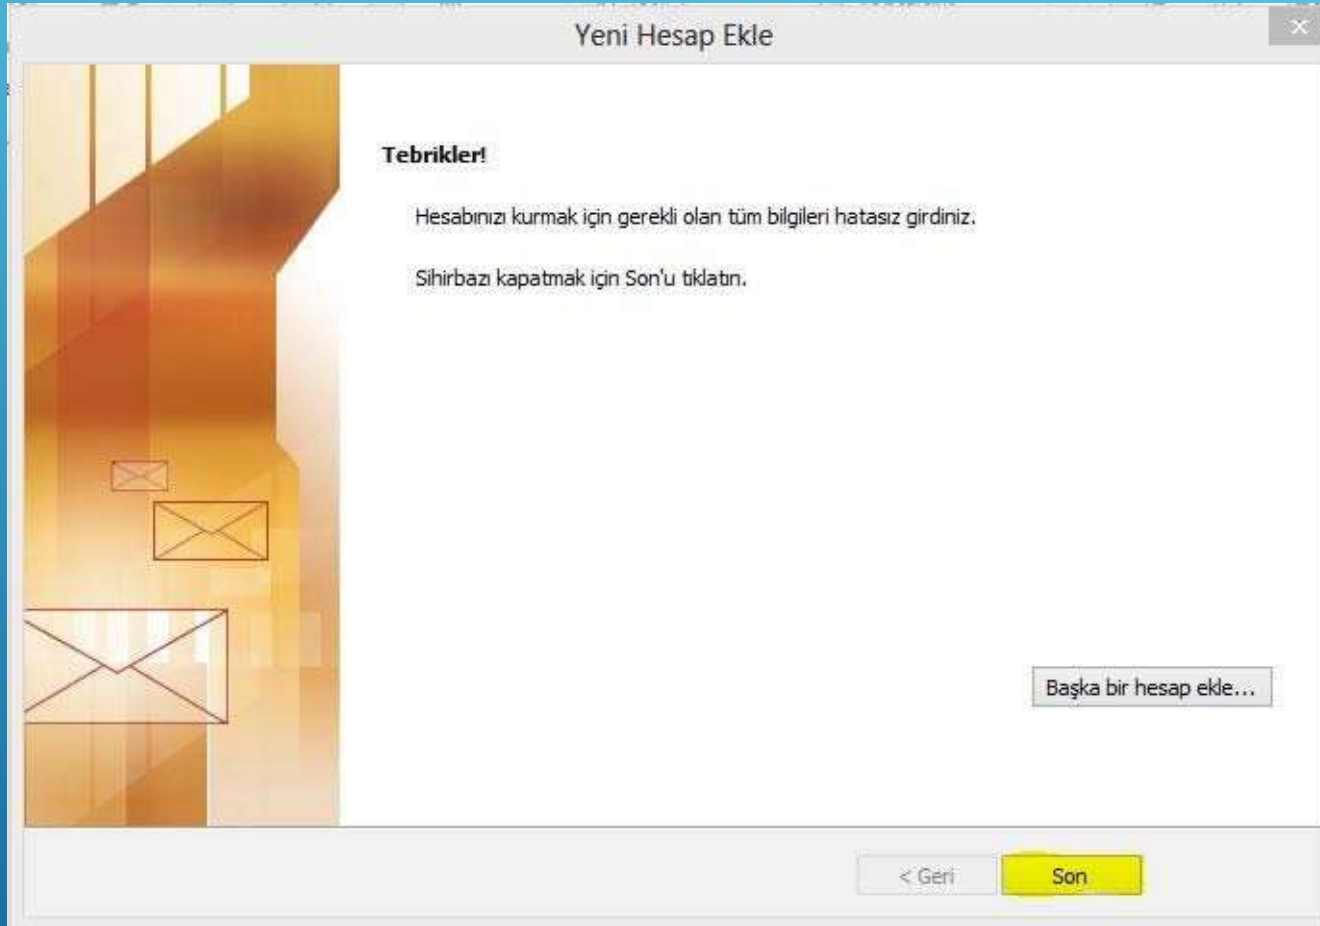 Yeni Hesap Ekle
Tebrikler!
Hesabınızı kurmak için gerekli olan tüm bilgileri hatasız girdiniz.
Sihirbazı kapatmak için Son'u tıklatın.
Başka bir hesap ekle...
< Geri
Son